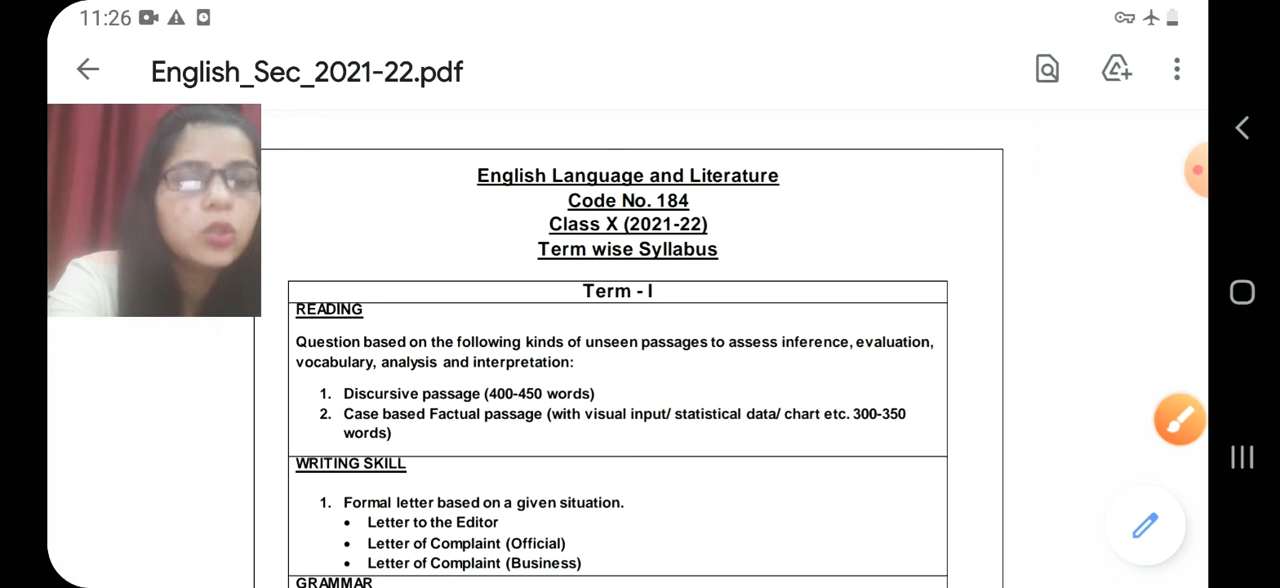 11:26
English_Sec_2021-22.pdf
English Language and Literature
Code No. 184
Class X (2021-22)
Term wise Syllabus
Term - I
READING
Question based on the following kinds of unseen passages to assess inference, evaluation,
vocabulary, analysis and interpretation:
1. Discursive passage (400-450 words)
2. Case based Factual passage (with visual input/ statistical data/ chart etc. 300-350
words)
WRITING SKILL
1. Formal letter based on a given situation.
• Letter to the Editor
• Letter of Complaint (Official)
• Letter of Complaint (Business)
GRAMMAR